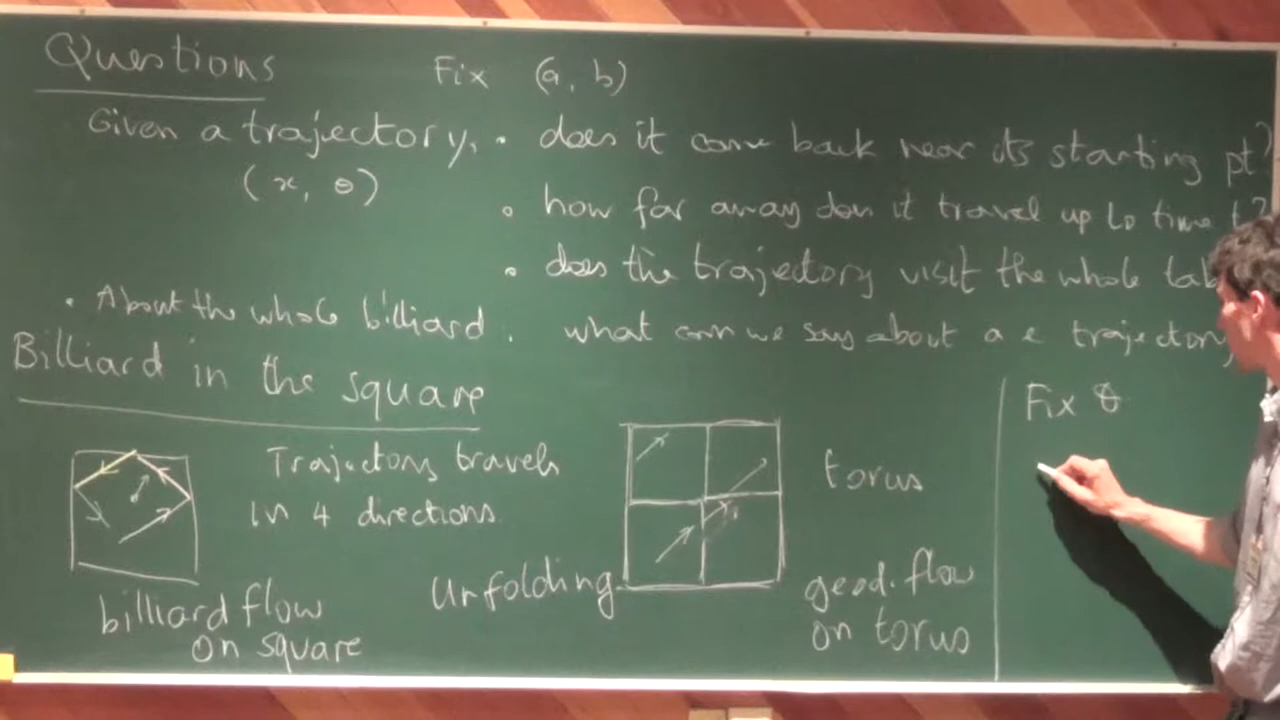 Questions
Fix (a, b)
Given a trajectory, • does it come back near its starting pt?
(x, θ)
• how far away does it travel up to time t?
• does the trajectory visit the whole
• About the whole billiard. what can we say about a trajectory
Billiard in the square
Fix θ
Trajectory travels
in 4 directions.
torus
Unfolding
billiard flow
on square
geod. flow
on torus